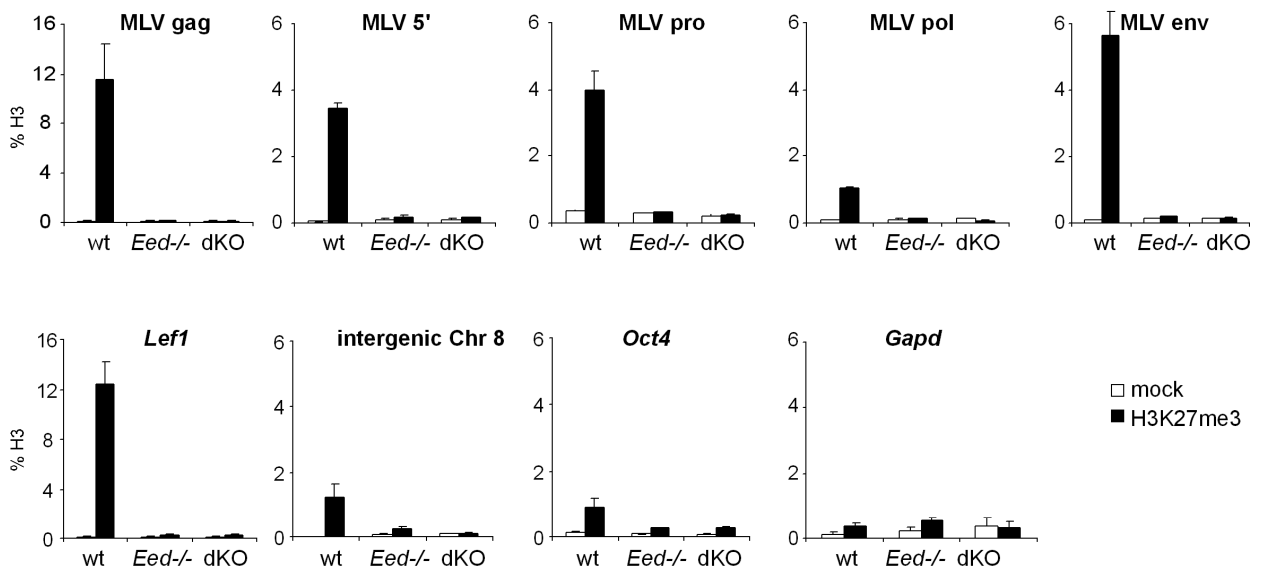 MLV gag
16
12
8
4
0
% H3
wt Eed-/- dKO
MLV 5'
6
4
2
0
wt Eed-/- dKO
MLV pro
6
4
2
0
wt Eed-/- dKO
MLV pol
6
4
2
0
wt Eed-/- dKO
MLV env
6
4
2
0
wt Eed-/- dKO
Lef1
16
12
8
4
0
% H3
wt Eed-/- dKO
intergenic Chr 8
6
4
2
0
wt Eed-/- dKO
Oct4
6
4
2
0
wt Eed-/- dKO
Gapd
6
4
2
0
wt Eed-/- dKO
mock
H3K27me3